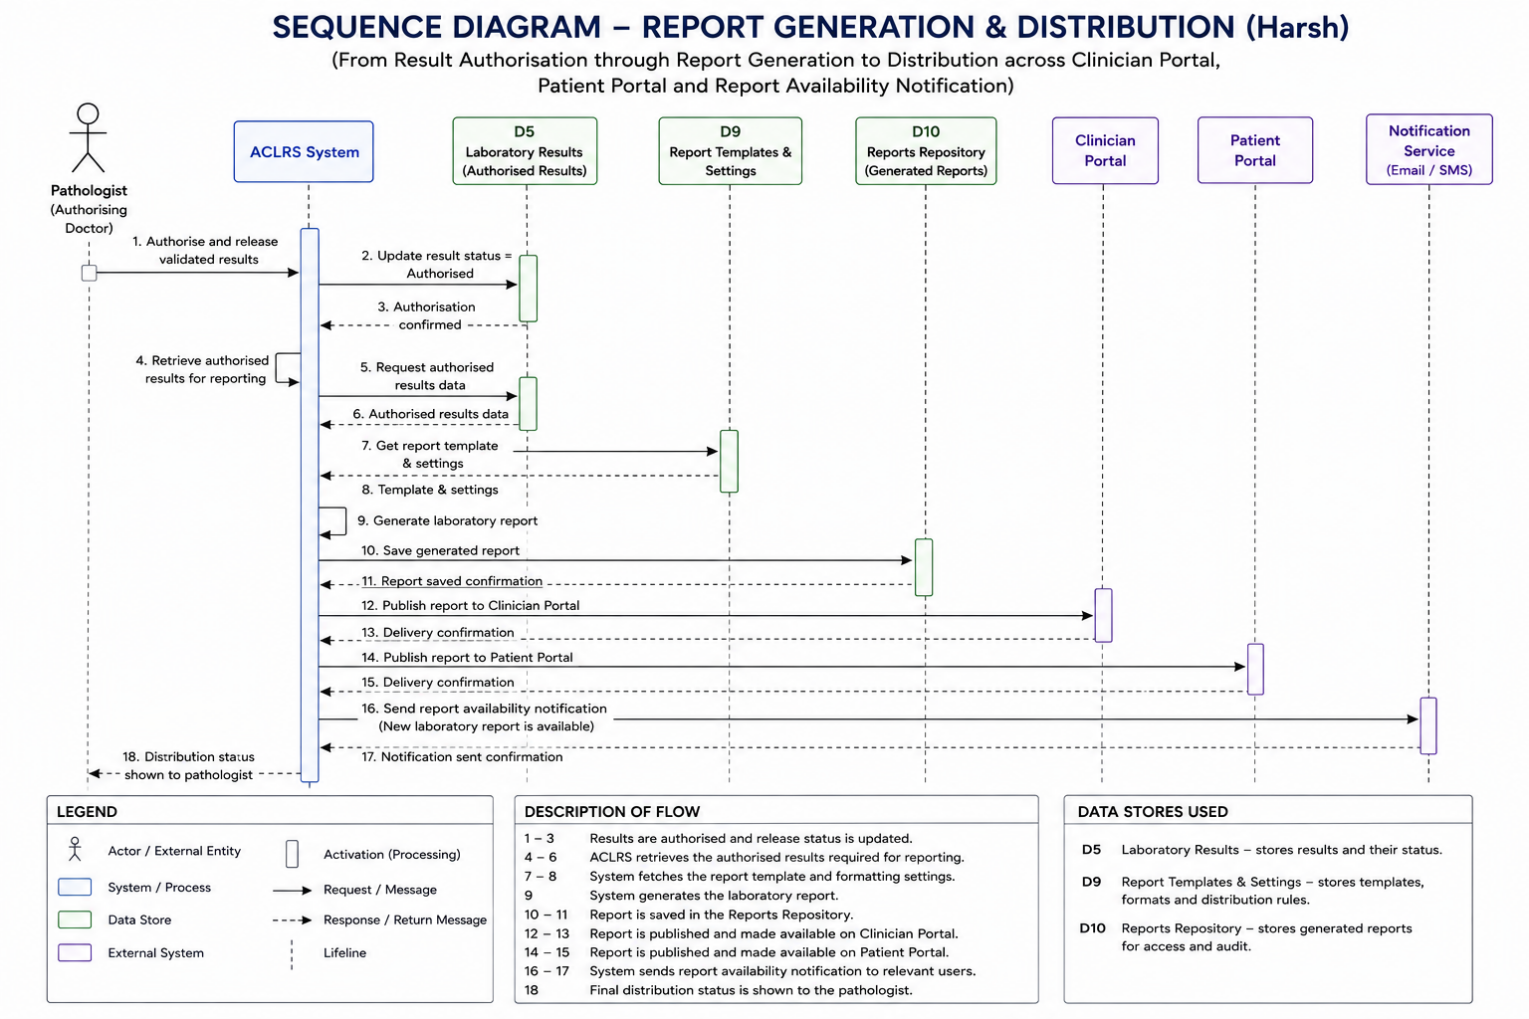 SEQUENCE DIAGRAM – REPORT GENERATION & DISTRIBUTION (Harsh)
(From Result Authorisation through Report Generation to Distribution across Clinician Portal,
Patient Portal and Report Availability Notification)
Pathologist
(Authorising
Doctor)
ACLRS System
D5
Laboratory Results
(Authorised Results)
D9
Report Templates &
Settings
D10
Reports Repository
(Generated Reports)
Clinician
Portal
Patient
Portal
Notification
Service
(Email / SMS)
1. Authorise and release
validated results
2. Update result status =
Authorised
3. Authorisation
confirmed
4. Retrieve authorised
results for reporting
5. Request authorised
results data
6. Authorised results data
7. Get report template
& settings
8. Template & settings
9. Generate laboratory report
10. Save generated report
11. Report saved confirmation
12. Publish report to Clinician Portal
13. Delivery confirmation
14. Publish report to Patient Portal
15. Delivery confirmation
16. Send report availability notification
(New laboratory report is available)
17. Notification sent confirmation
18. Distribution status
shown to pathologist
LEGEND
Actor / External Entity
Activation (Processing)
System / Process
Request / Message
Data Store
Response / Return Message
External System
Lifeline
DESCRIPTION OF FLOW
1 – 3 Results are authorised and release status is updated.
4 – 6 ACLRS retrieves the authorised results required for reporting.
7 – 8 System fetches the report template and formatting settings.
9 System generates the laboratory report.
10 – 11 Report is saved in the Reports Repository.
12 – 13 Report is published and made available on Clinician Portal.
14 – 15 Report is published and made available on Patient Portal.
16 – 17 System sends report availability notification to relevant users.
18 Final distribution status is shown to the pathologist.
DATA STORES USED
D5 Laboratory Results – stores results and their status.
D9 Report Templates & Settings – stores templates,
formats and distribution rules.
D10 Reports Repository – stores generated reports
for access and audit.